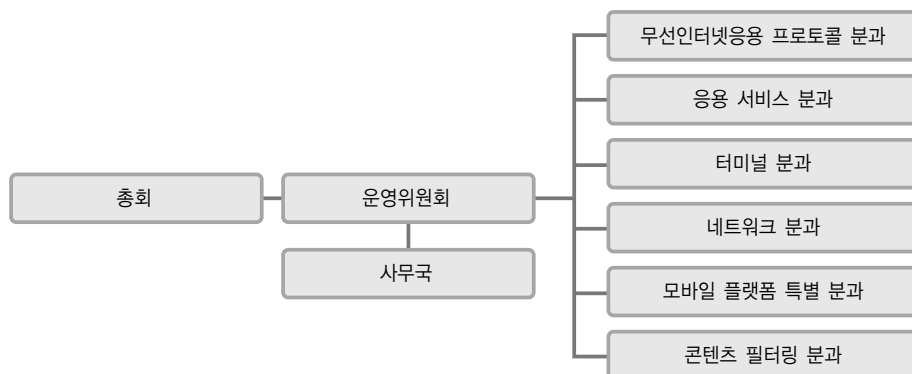 총회
운영위원회
사무국
무선인터넷응용 프로토콜 분과
응용 서비스 분과
터미널 분과
네트워크 분과
모바일 플랫폼 특별 분과
콘텐츠 필터링 분과